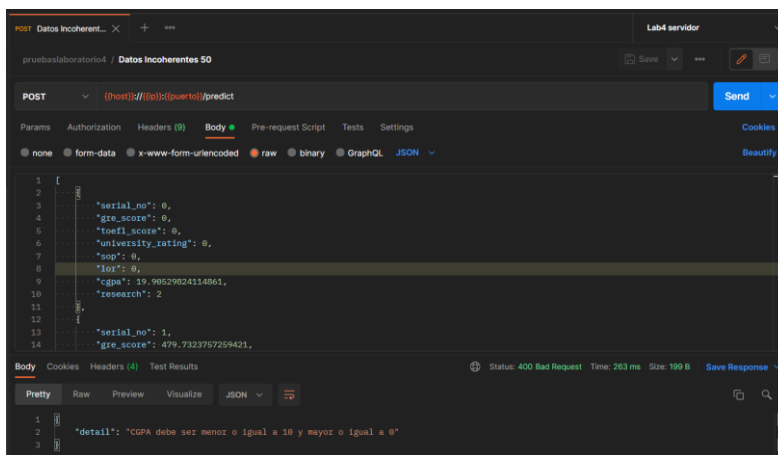 POST Datos Incoherent... × + ••• Lab4 servidor
pruebaslaboratorio4 / Datos Incoherentes 50 Save •••
POST {{host}}://{{ip}}:{{puerto}}/predict Send
Params Authorization Headers (9) Body Pre-request Script Tests Settings Cookies
none form-data x-www-form-urlencoded raw binary GraphQL JSON Beautify
1 [
2 {
3 "serial_no": 0,
4 "gre_score": 0,
5 "toefl_score": 0,
6 "university_rating": 0,
7 "sop": 0,
8 "lor": 0,
9 "cgpa": 19.90529824114861,
10 "research": 2
11 },
12 {
13 "serial_no": 1,
14 "gre_score": 479.7323757259421,
Body Cookies Headers (4) Test Results Status: 400 Bad Request Time: 263 ms Size: 199 B Save Response
Pretty Raw Preview Visualize JSON
1 {
2 "detail": "CGPA debe ser menor o igual a 10 y mayor o igual a 0"
3 }